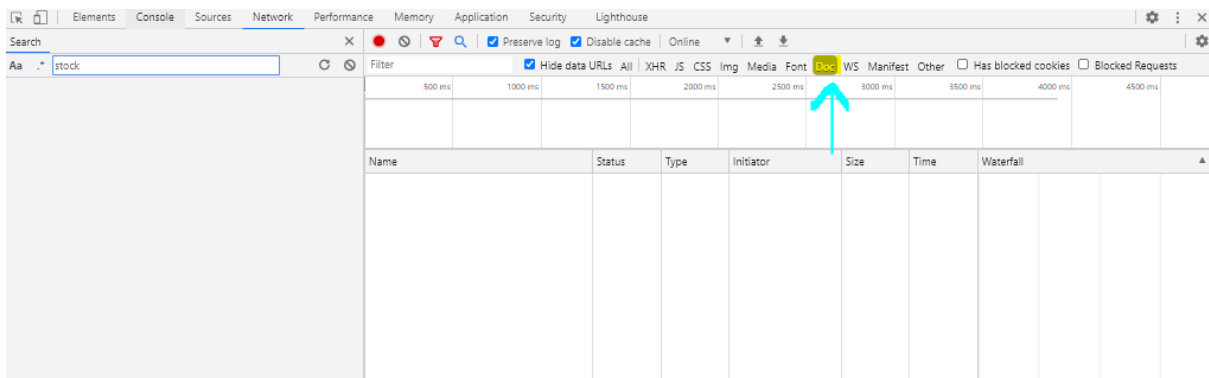 Elements Console Sources Network Performance Memory Application Security Lighthouse
Search Preserve log Disable cache Online
Aa .* stock Filter Hide data URLs All XHR JS CSS Img Media Font Doc WS Manifest Other Has blocked cookies Blocked Requests
500 ms 1000 ms 1500 ms 2000 ms 2500 ms 3000 ms 3500 ms 4000 ms 4500 ms
Name Status Type Initiator Size Time Waterfall